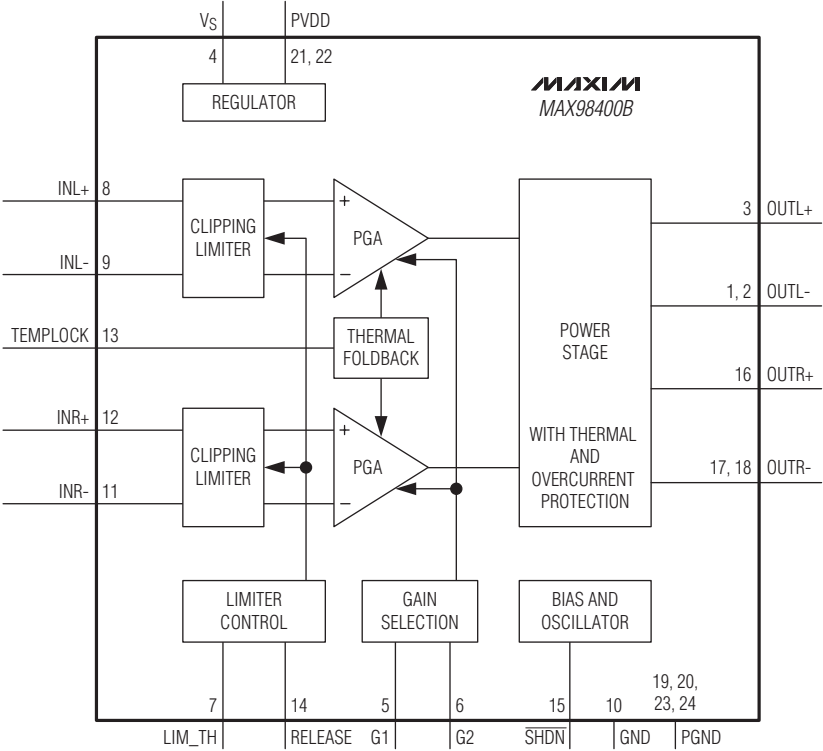 VS PVDD
4 21, 22
REGULATOR
MAXIM
MAX98400B
INL+ 8
CLIPPING
LIMITER
INL- 9
+
PGA
−
TEMPLOCK 13
THERMAL
FOLDBACK
INR+ 12
CLIPPING
LIMITER
INR- 11
+
PGA
−
POWER
STAGE
WITH THERMAL
AND
OVERCURRENT
PROTECTION
3 OUTL+
1, 2 OUTL-
16 OUTR+
17, 18 OUTR-
LIMITER
CONTROL
GAIN
SELECTION
BIAS AND
OSCILLATOR
7 14 5 6 15 10 19, 20,
23, 24
LIM_TH RELEASE G1 G2 SHDN GND PGND